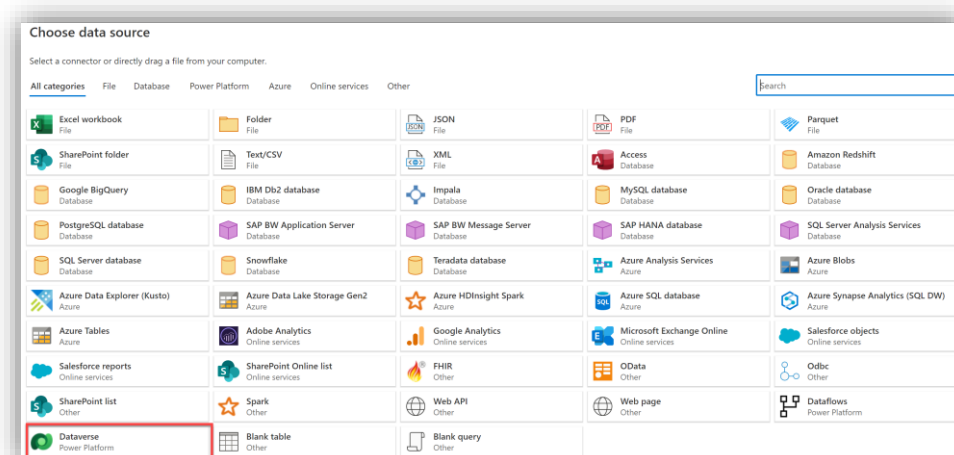 Choose data source
Select a connector or directly drag a file from your computer.
All categories File Database Power Platform Azure Online services Other
Search
Excel workbook Folder JSON PDF Parquet
File File JSON File PDF File File
SharePoint folder Text/CSV XML Access Amazon Redshift
File File File Database Database
Google BigQuery IBM Db2 database Impala MySQL database Oracle database
Database Database Database Database Database
PostgreSQL database SAP BW Application Server SAP BW Message Server SAP HANA database SQL Server Analysis Services
Database Database Database Database Database
SQL Server database Snowflake Teradata database Azure Analysis Services Azure Blobs
Database Database Database Azure Azure
Azure Data Explorer (Kusto) Azure Data Lake Storage Gen2 Azure HDInsight Spark Azure SQL database Azure Synapse Analytics (SQL DW)
Azure Azure Azure SQL Azure Azure
Azure Tables Adobe Analytics Google Analytics Microsoft Exchange Online Salesforce objects
Azure Online services Online services Online services Online services
Salesforce reports SharePoint Online list FHIR OData Odbc
Online services Online services Other Other Other
SharePoint list Spark Web API Web page Dataflows
Other Other Other Other Power Platform
Dataverse Blank table Blank query
Power Platform Other Other